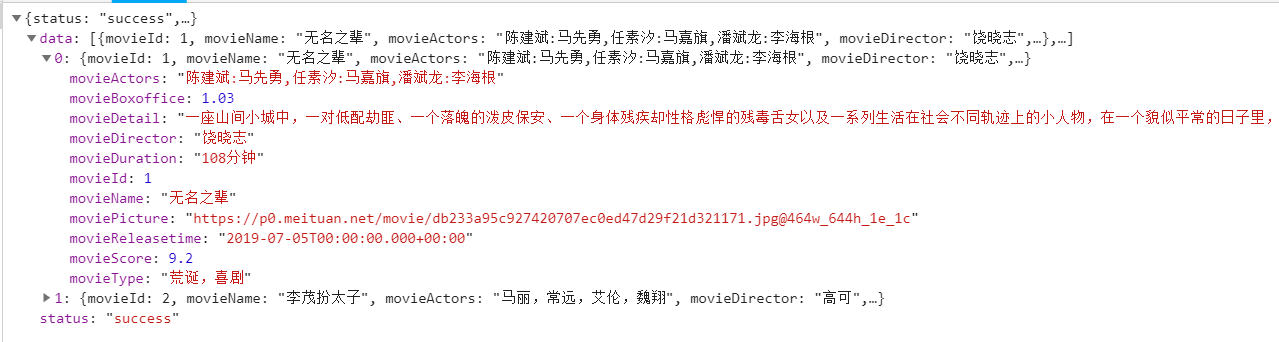 {status: "success",…}
data: [{movieId: 1, movieName: "无名之辈", movieActors: "陈建斌:马先勇,任素汐:马嘉旗,潘斌龙:李海根", movieDirector: "饶晓志",…},…]
0: {movieId: 1, movieName: "无名之辈", movieActors: "陈建斌:马先勇,任素汐:马嘉旗,潘斌龙:李海根", movieDirector: "饶晓志",…}
movieActors: "陈建斌:马先勇,任素汐:马嘉旗,潘斌龙:李海根"
movieBoxoffice: 1.03
movieDetail: "一座山间小城中，一对低配劫匪、一个落魄的泼皮保安、一个身体残疾却性格彪悍的残毒舌女以及一系列生活在社会不同轨迹上的小人物，在一个貌似平常的日子里，
movieDirector: "饶晓志"
movieDuration: "108分钟"
movieId: 1
movieName: "无名之辈"
moviePicture: "https://p0.meituan.net/movie/db233a95c927420707ec0ed47d29f21d321171.jpg@464w_644h_1e_1c"
movieReleasetime: "2019-07-05T00:00:00.000+00:00"
movieScore: 9.2
movieType: "荒诞，喜剧"
1: {movieId: 2, movieName: "李茂扮太子", movieActors: "马丽，常远，艾伦，魏翔", movieDirector: "高可",…}
status: "success"